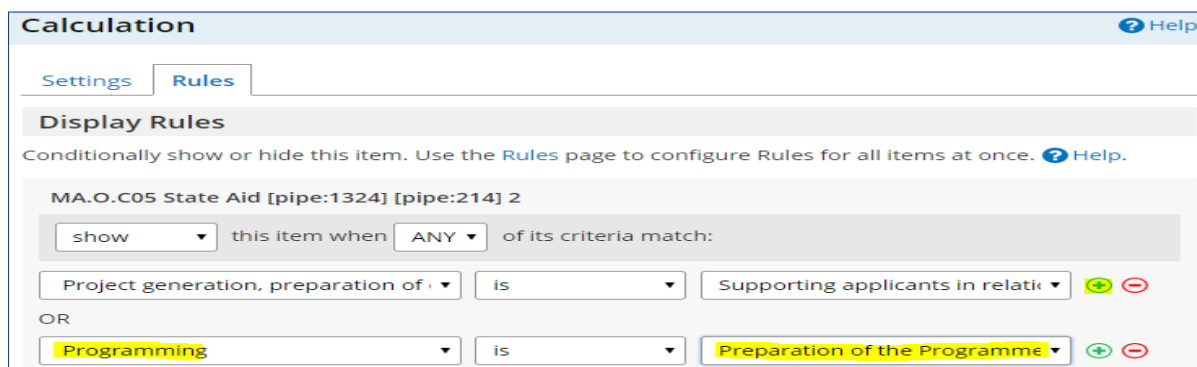 Calculation Help
Settings Rules
Display Rules
Conditionally show or hide this item. Use the Rules page to configure Rules for all items at once. Help.
MA.O.C05 State Aid [pipe:1324] [pipe:214] 2
show this item when ANY of its criteria match:
Project generation, preparation of is Supporting applicants in relati
OR
Programming is Preparation of the Programme